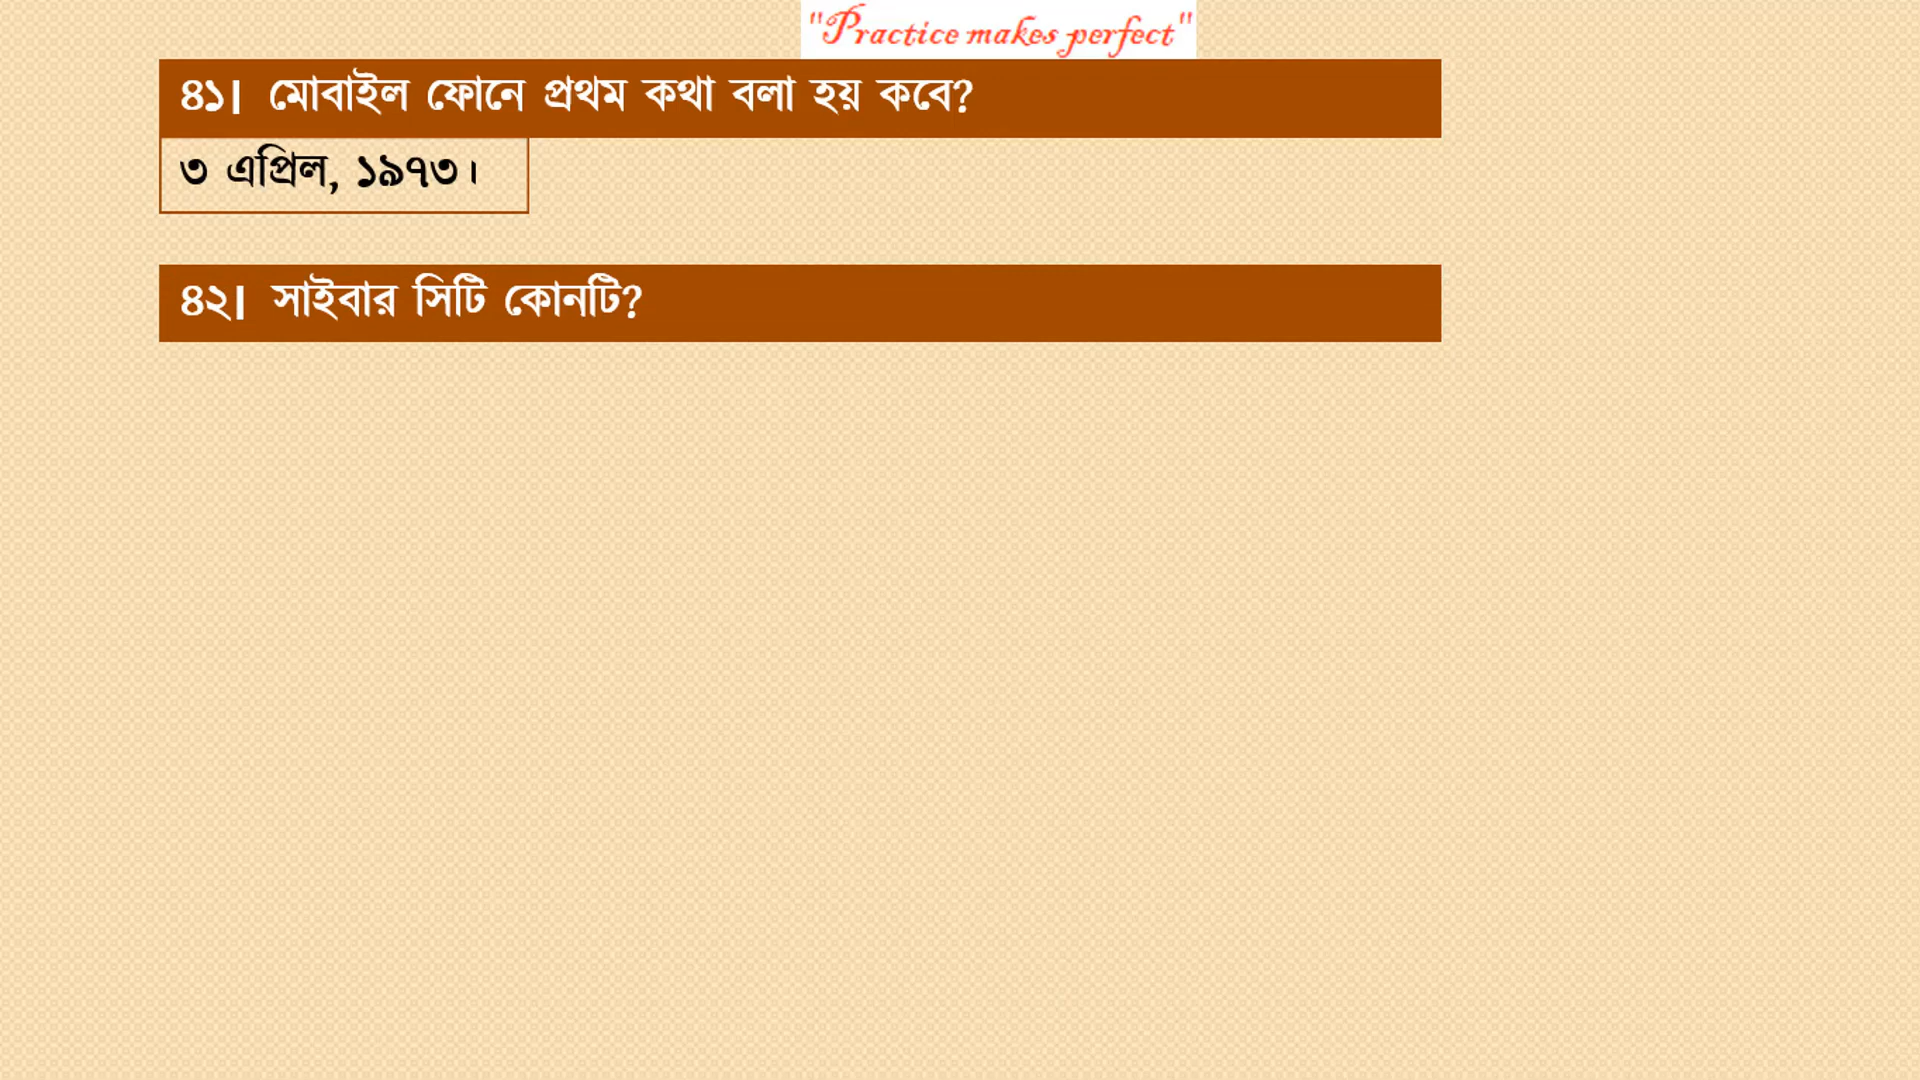 "Practice makes perfect"
৪১। মোবাইল ফোনে প্রথম কথা বলা হয় কবে?
৩ এপ্রিল, ১৯৭৩।
৪২। সাইবার সিটি কোনটি?